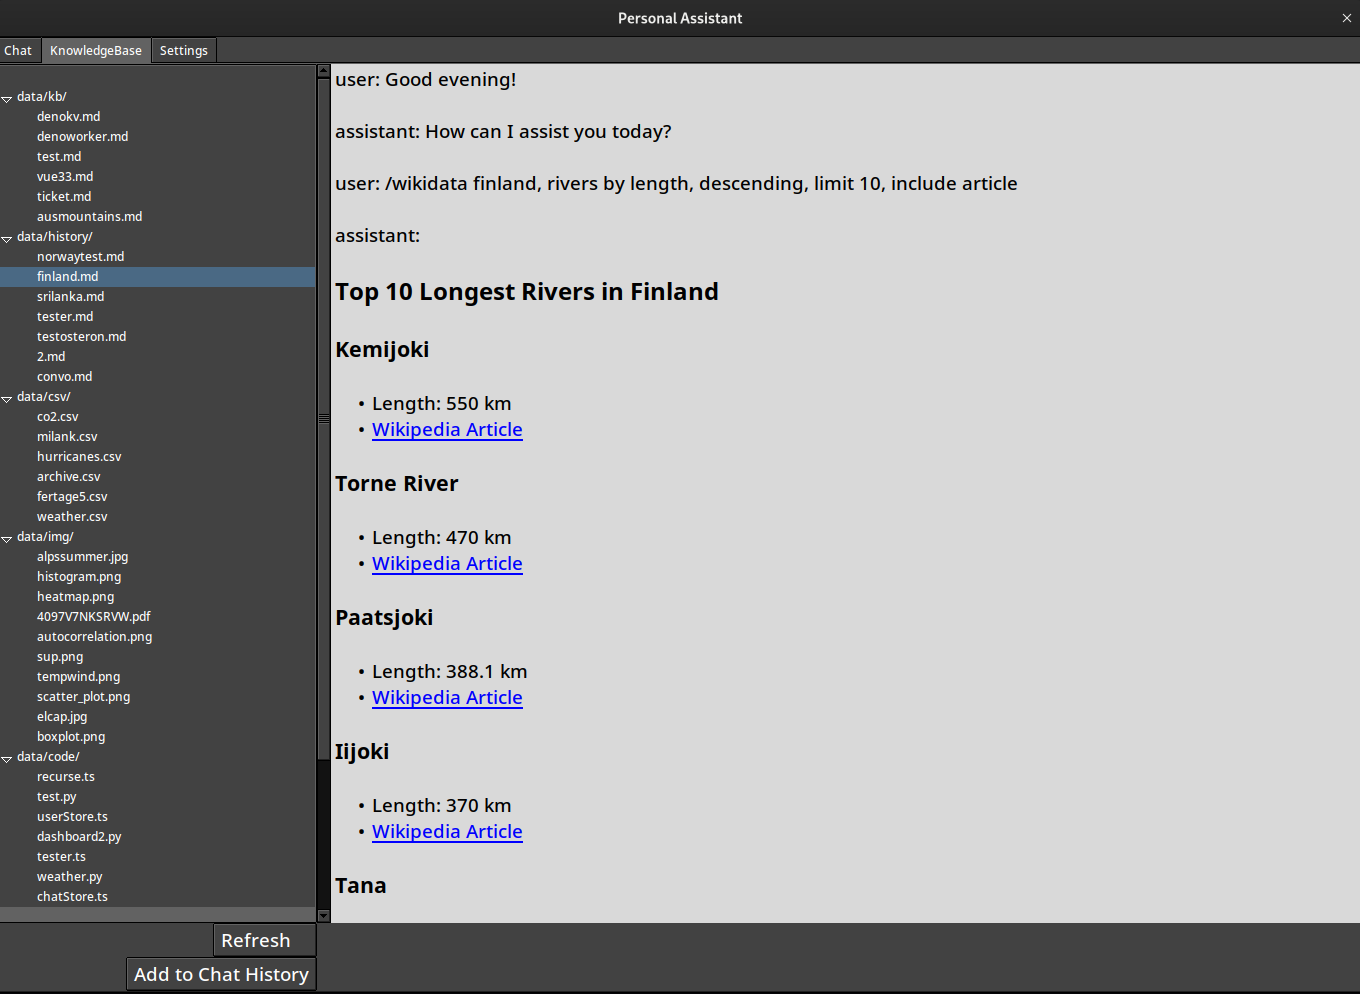 Personal Assistant
Chat
KnowledgeBase
Settings
data/kb/
denokv.md
denoworker.md
test.md
vue33.md
ticket.md
ausmountains.md
data/history/
norwaytest.md
finland.md
srilanka.md
tester.md
testosteron.md
2.md
convo.md
data/csv/
co2.csv
milank.csv
hurricanes.csv
archive.csv
fertage5.csv
weather.csv
data/img/
alpssummer.jpg
histogram.png
heatmap.png
4097V7NKSRVW.pdf
autocorrelation.png
sup.png
tempwind.png
scatter_plot.png
elcap.jpg
boxplot.png
data/code/
recurse.ts
test.py
userStore.ts
dashboard2.py
tester.ts
weather.py
chatStore.ts
Refresh
Add to Chat History
user: Good evening!
assistant: How can I assist you today?
user: /wikidata finland, rivers by length, descending, limit 10, include article
assistant:
Top 10 Longest Rivers in Finland
Kemijoki
• Length: 550 km
• Wikipedia Article
Torne River
• Length: 470 km
• Wikipedia Article
Paatsjoki
• Length: 388.1 km
• Wikipedia Article
Iijoki
• Length: 370 km
• Wikipedia Article
Tana